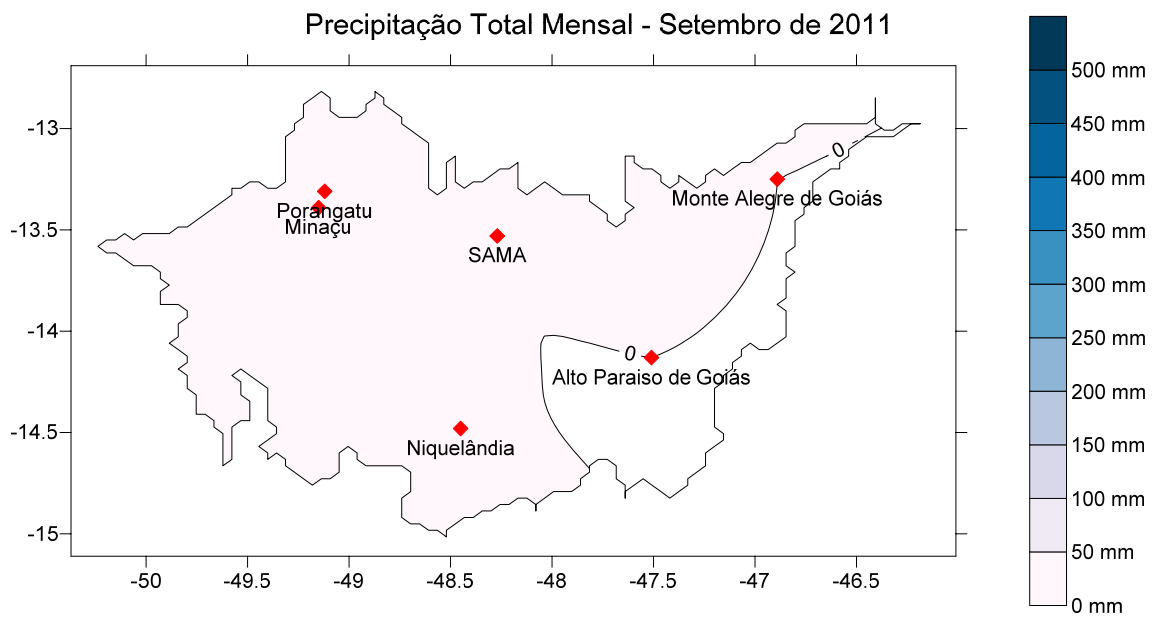 Precipitação Total Mensal - Setembro de 2011
500 mm
450 mm
400 mm
350 mm
300 mm
250 mm
200 mm
150 mm
100 mm
50 mm
0 mm
-13
-13.5
-14
-14.5
-15
0
Monte Alegre de Goiás
Porangatu
Minaçu
SAMA
0
Alto Paraiso de Goiás
Niquelândia
-50
-49.5
-49
-48.5
-48
-47.5
-47
-46.5